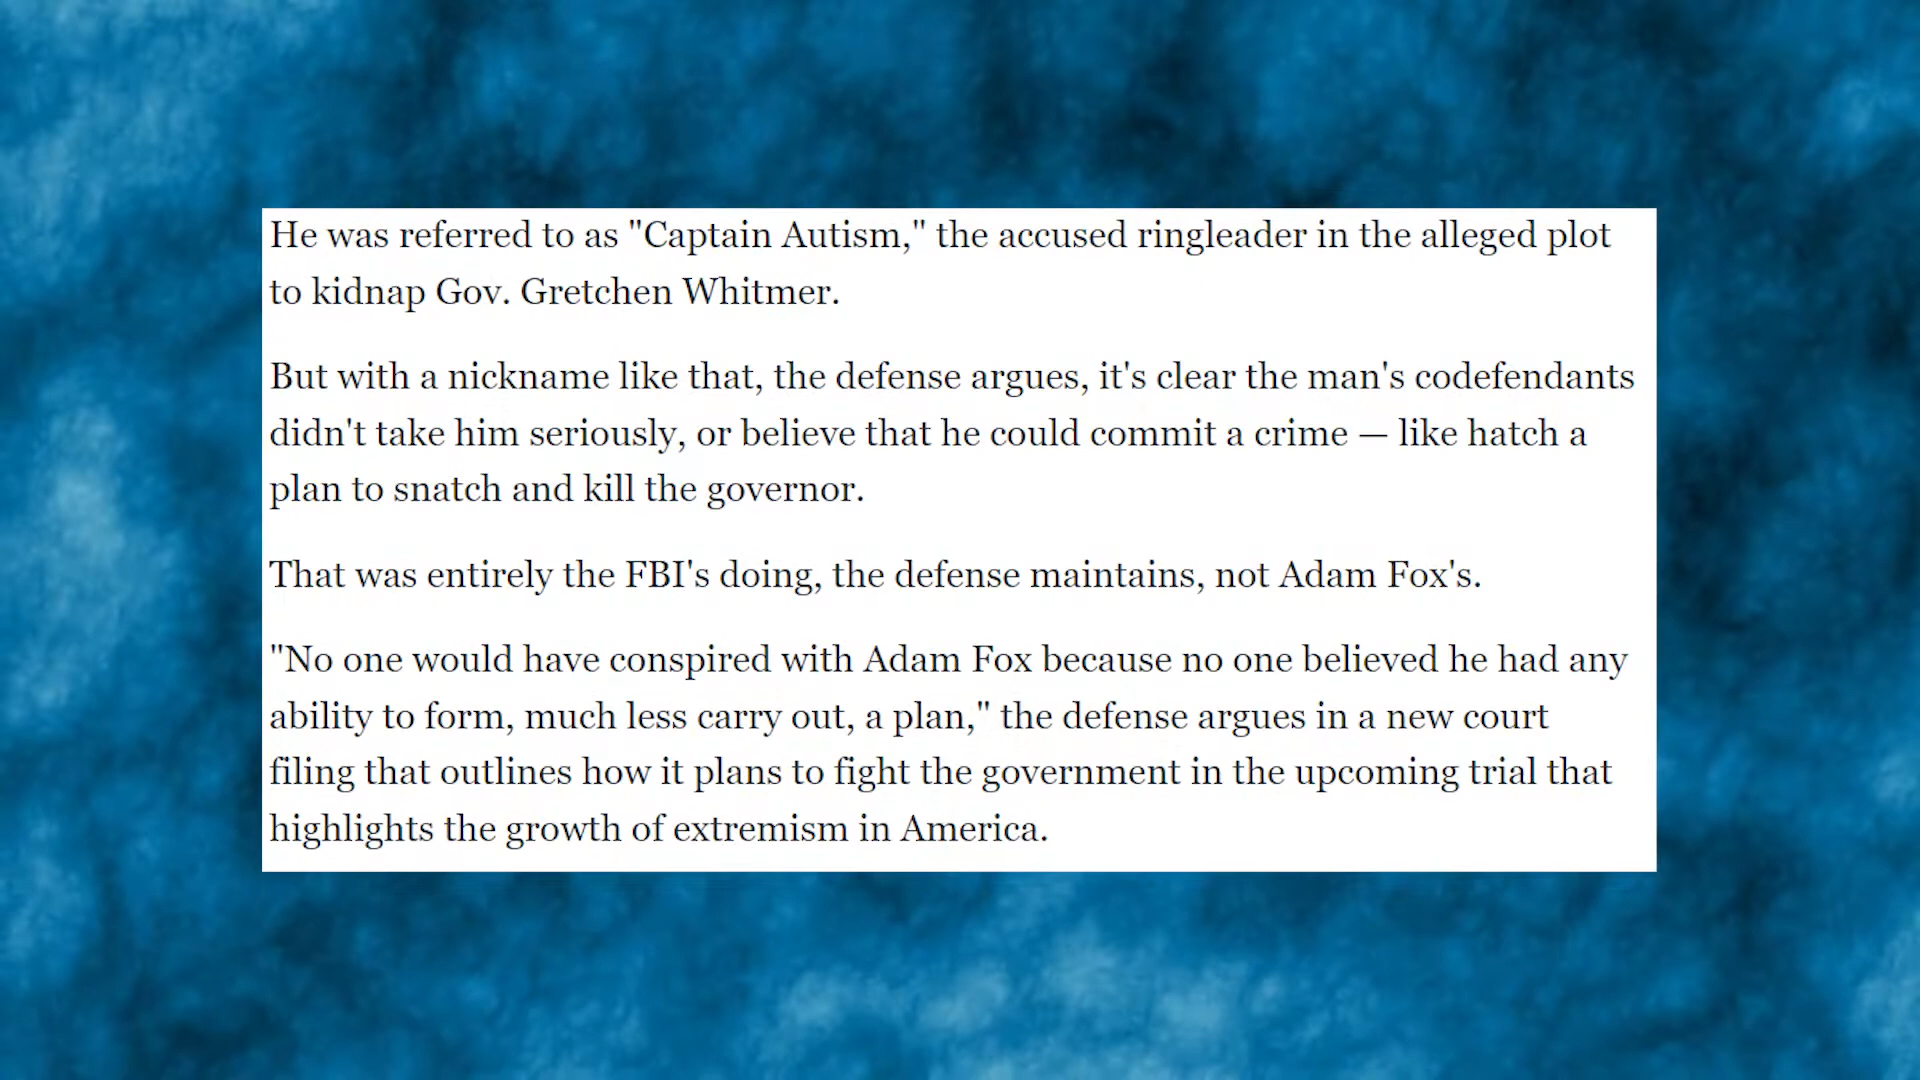 He was referred to as "Captain Autism," the accused ringleader in the alleged plot
to kidnap Gov. Gretchen Whitmer.
But with a nickname like that, the defense argues, it's clear the man's codefendants
didn't take him seriously, or believe that he could commit a crime — like hatch a
plan to snatch and kill the governor.
That was entirely the FBI's doing, the defense maintains, not Adam Fox's.
"No one would have conspired with Adam Fox because no one believed he had any
ability to form, much less carry out, a plan," the defense argues in a new court
filing that outlines how it plans to fight the government in the upcoming trial that
highlights the growth of extremism in America.